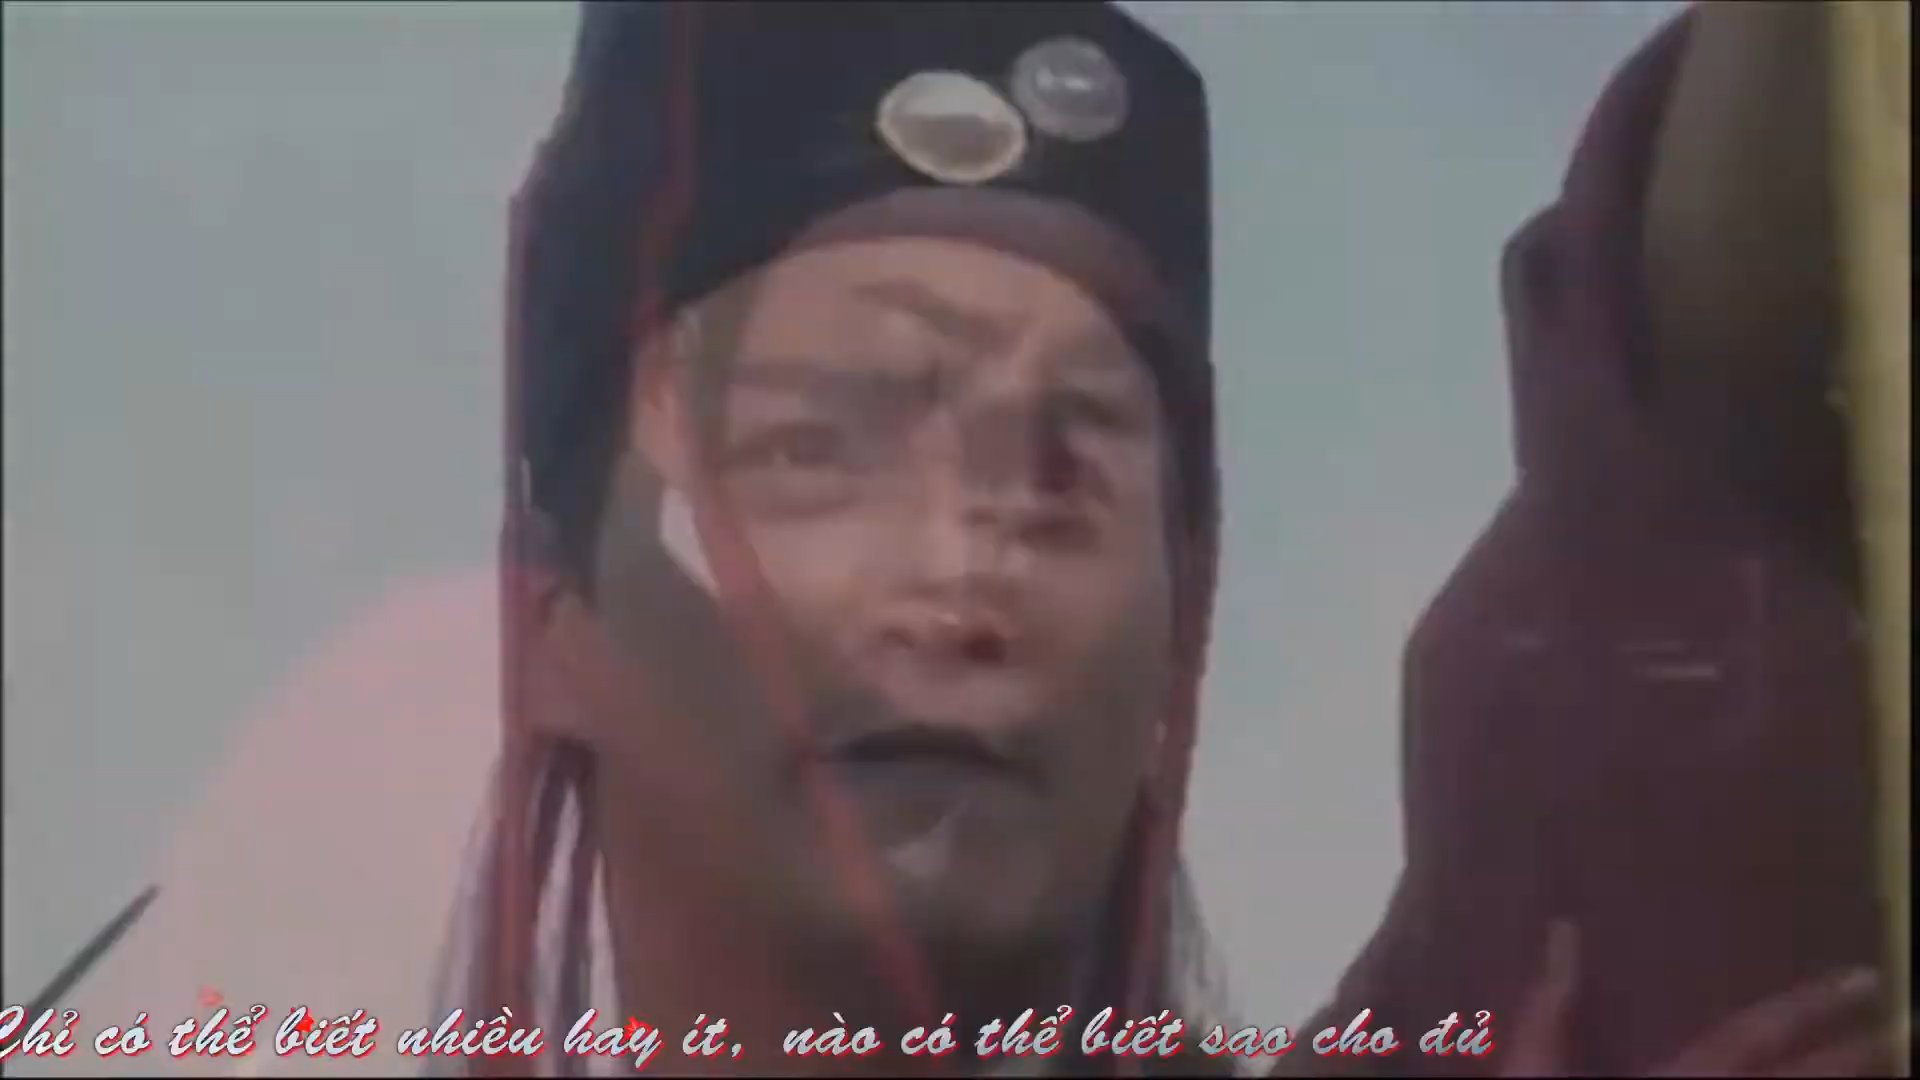 Chỉ có thể biết nhiều hay ít, nào có thể biết sao cho đủ